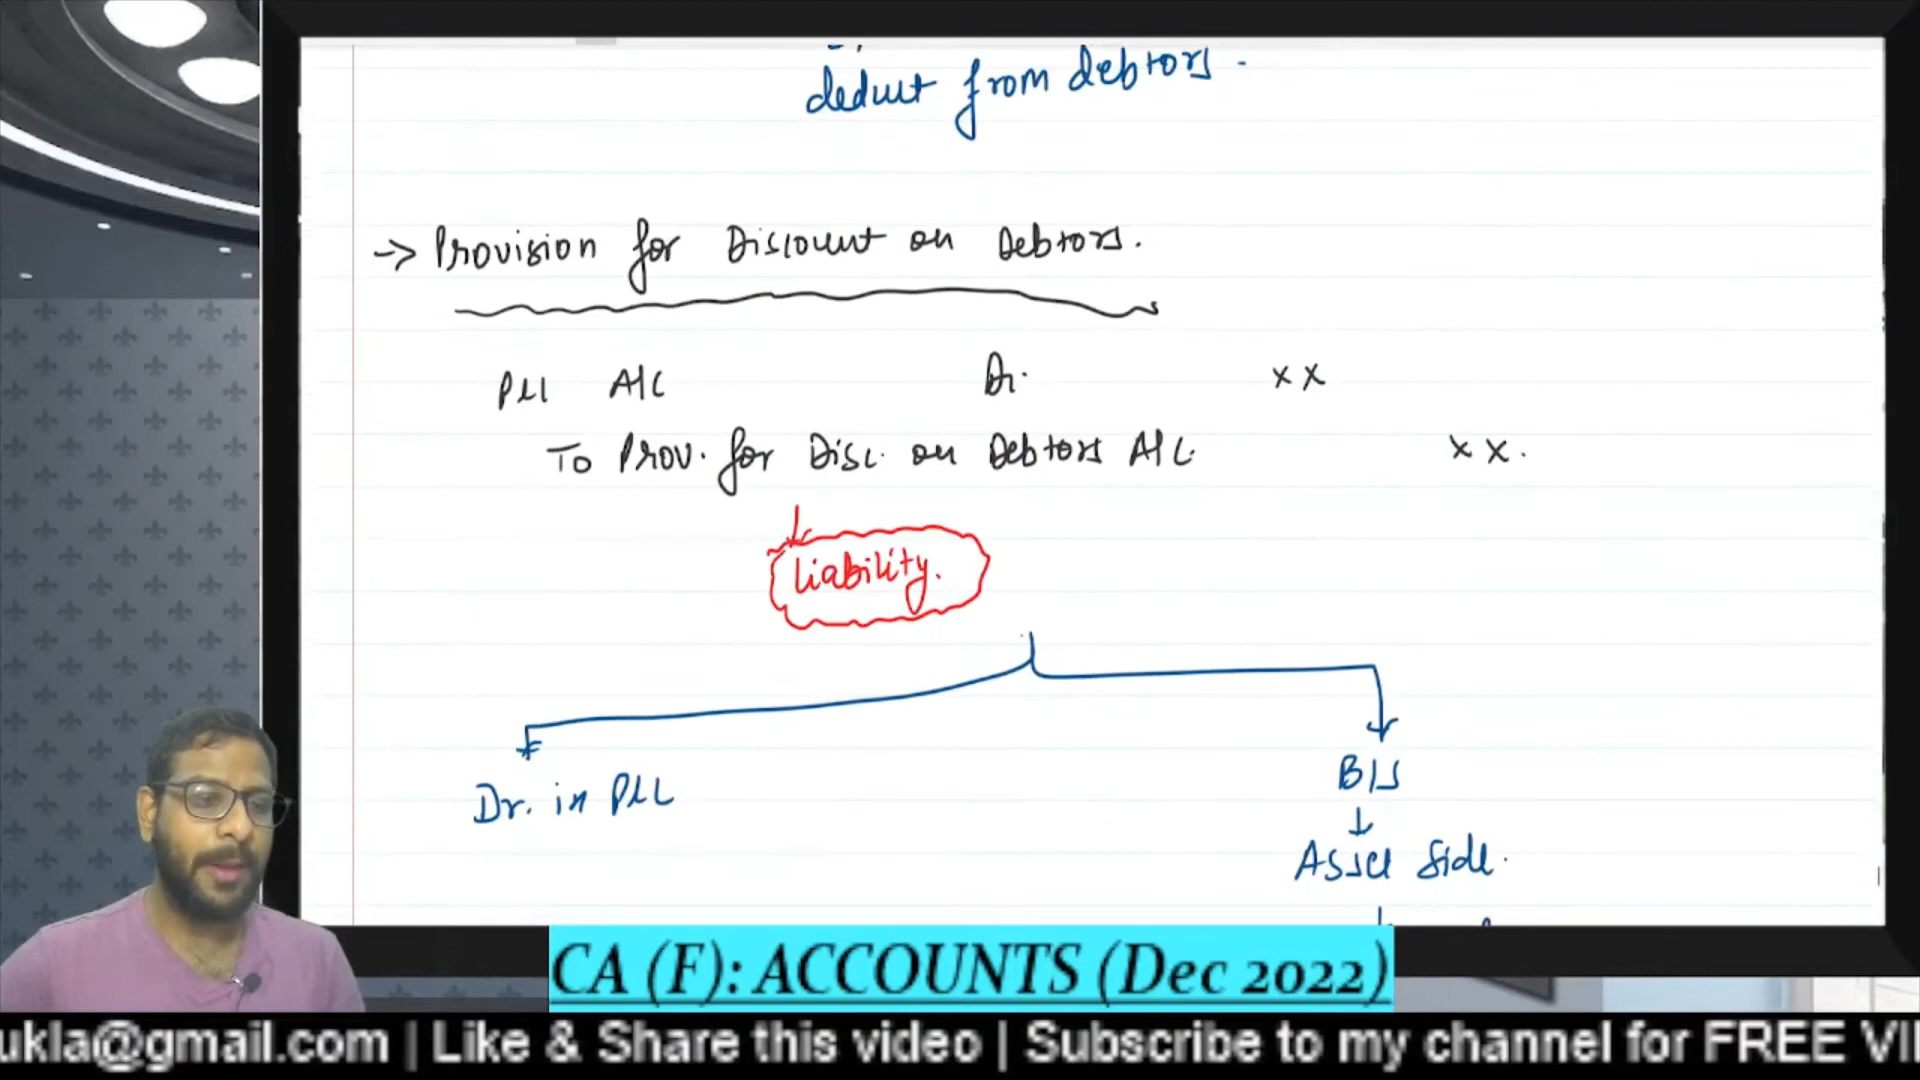 deduct from debtors.
-> Provision for Discount on Debtors.
P&L A/C Dr. xx
To Prov. for Disc. on Debtors A/C xx.
liability.
Dr. in P&L
B/S
Asset Side.
CA (F): ACCOUNTS (Dec 2022)
ukla@gmail.com | Like & Share this video | Subscribe to my channel for FREE VI